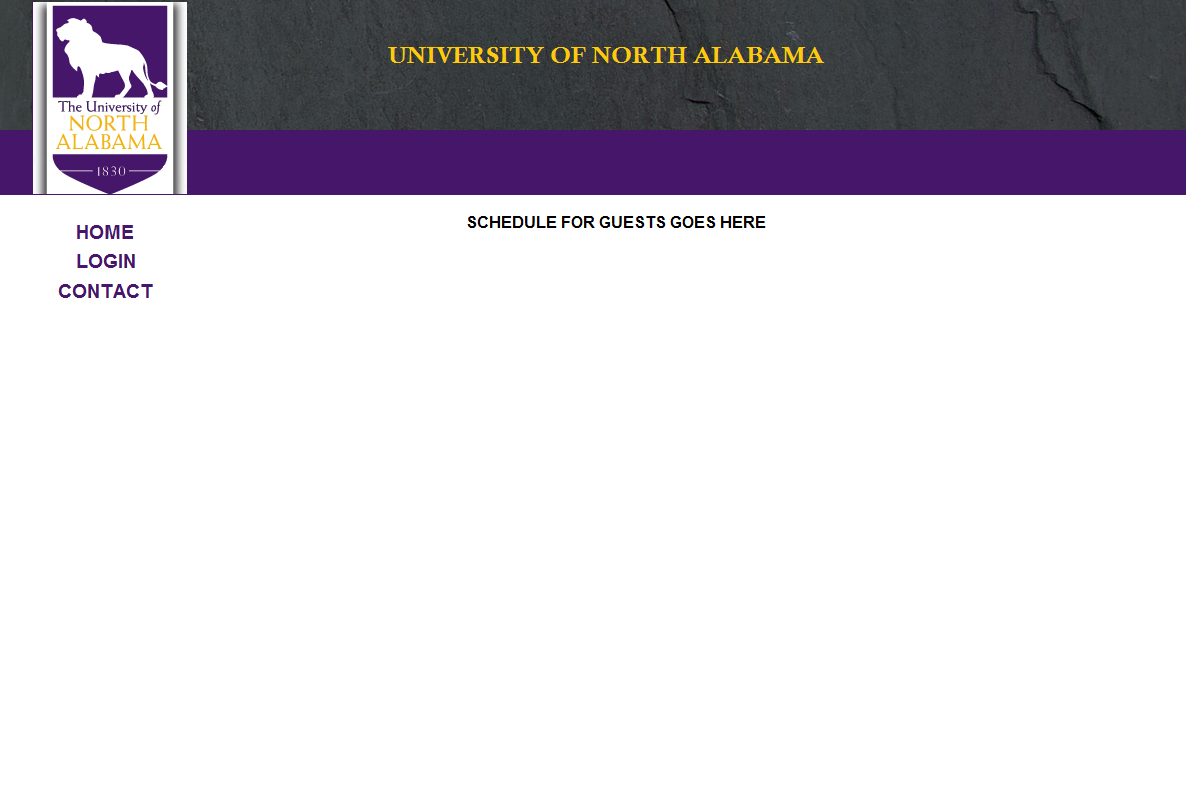 UNIVERSITY OF NORTH ALABAMA
The University of
NORTH
ALABAMA
1830
HOME
LOGIN
CONTACT
SCHEDULE FOR GUESTS GOES HERE